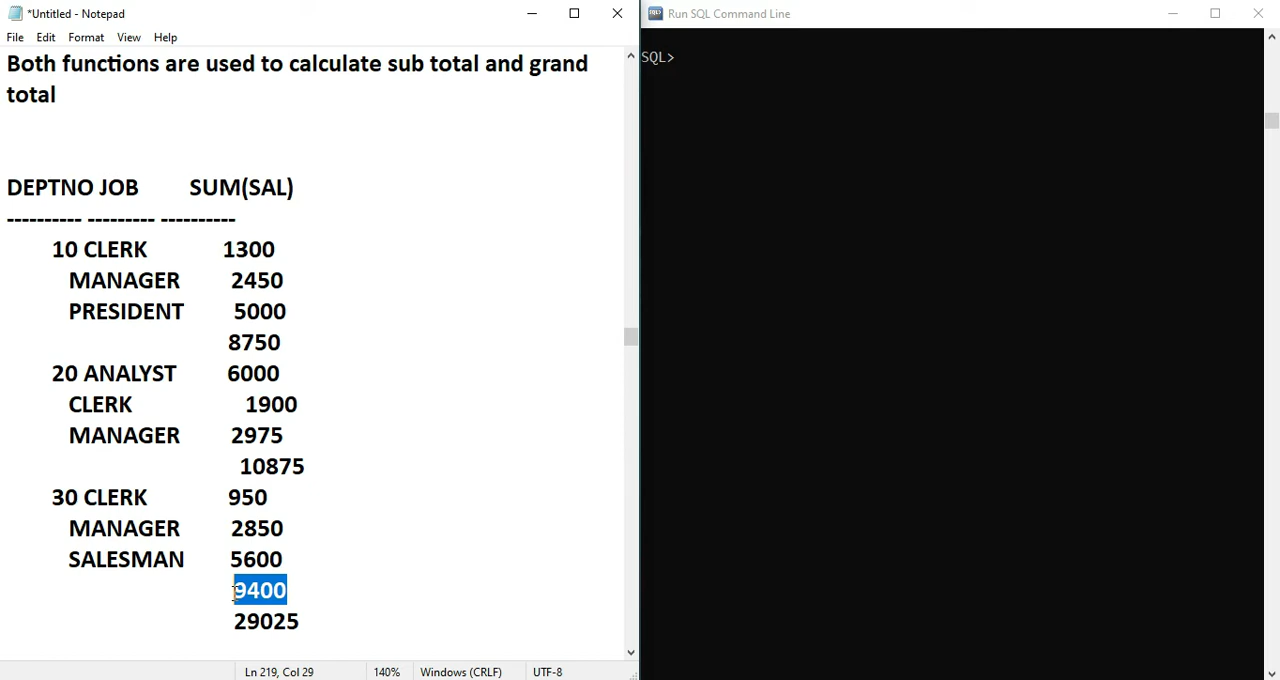 *Untitled - Notepad
File Edit Format View Help
Both functions are used to calculate sub total and grand
total
DEPTNO JOB SUM(SAL)
---------- --------- ----------
10 CLERK 1300
MANAGER 2450
PRESIDENT 5000
8750
20 ANALYST 6000
CLERK 1900
MANAGER 2975
10875
30 CLERK 950
MANAGER 2850
SALESMAN 5600
9400
29025
Ln 219, Col 29 140% Windows (CRLF) UTF-8
Run SQL Command Line
SQL>